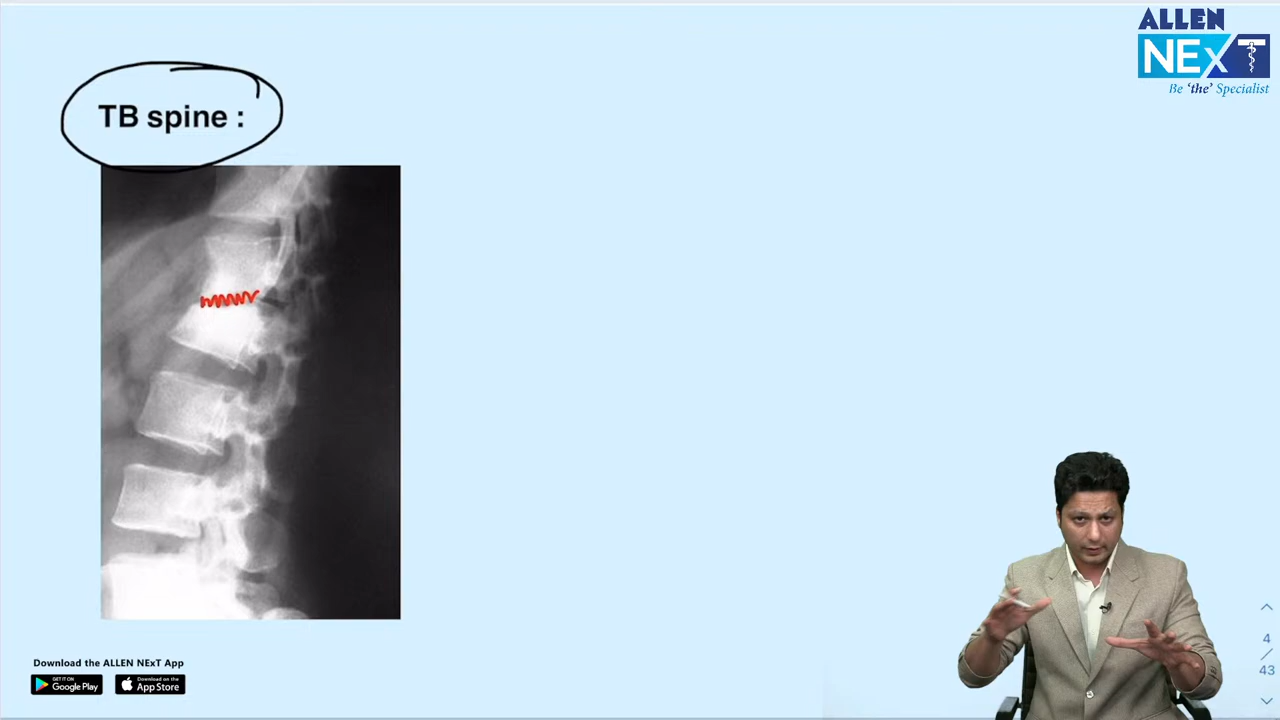 ALLEN
NExT
Be 'the' Specialist
TB spine :
4
/
43
Download the ALLEN NExT App
GET IT ON
Google Play
Download on the
App Store